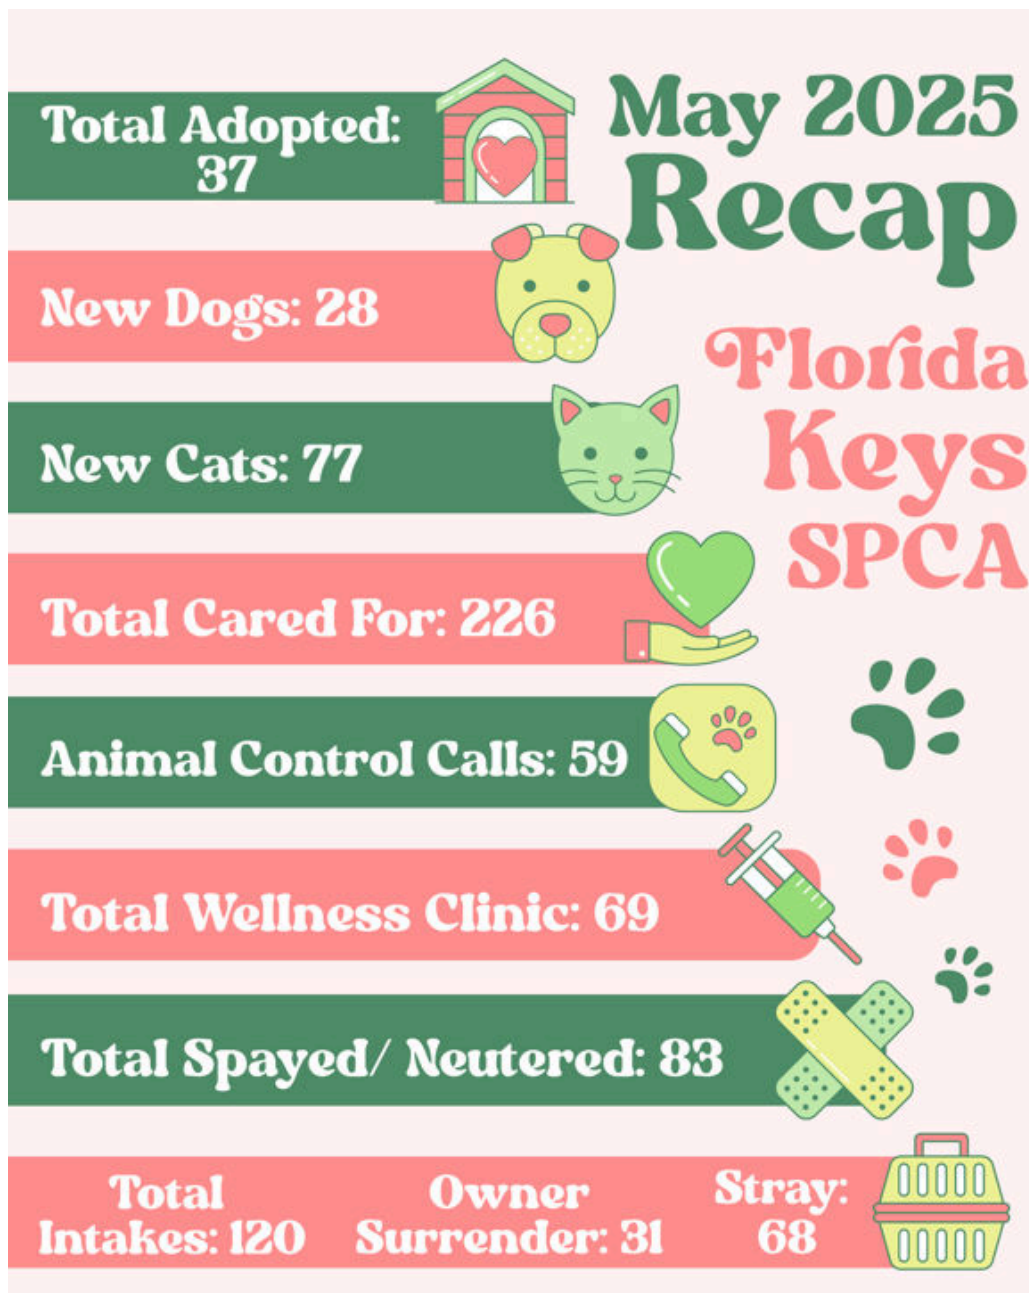 May 2025
Recap
Florida
Keys
SPCA
Total Adopted:
37
New Dogs: 28
New Cats: 77
Total Cared For: 226
Animal Control Calls: 59
Total Wellness Clinic: 69
Total Spayed/ Neutered: 83
Total
Intakes: 120
Owner
Surrender: 31
Stray:
68